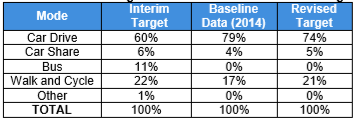 Mode Interim Target Baseline Data (2014) Revised Target
Car Drive 60% 79% 74%
Car Share 6% 4% 5%
Bus 11% 0% 0%
Walk and Cycle 22% 17% 21%
Other 1% 0% 0%
TOTAL 100% 100% 100%